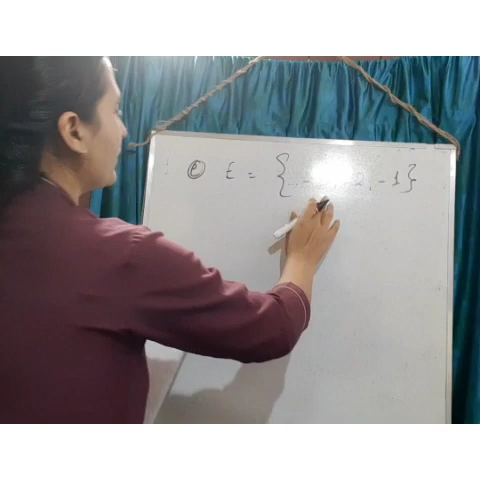 (e) E = { ... - , -2, -1}